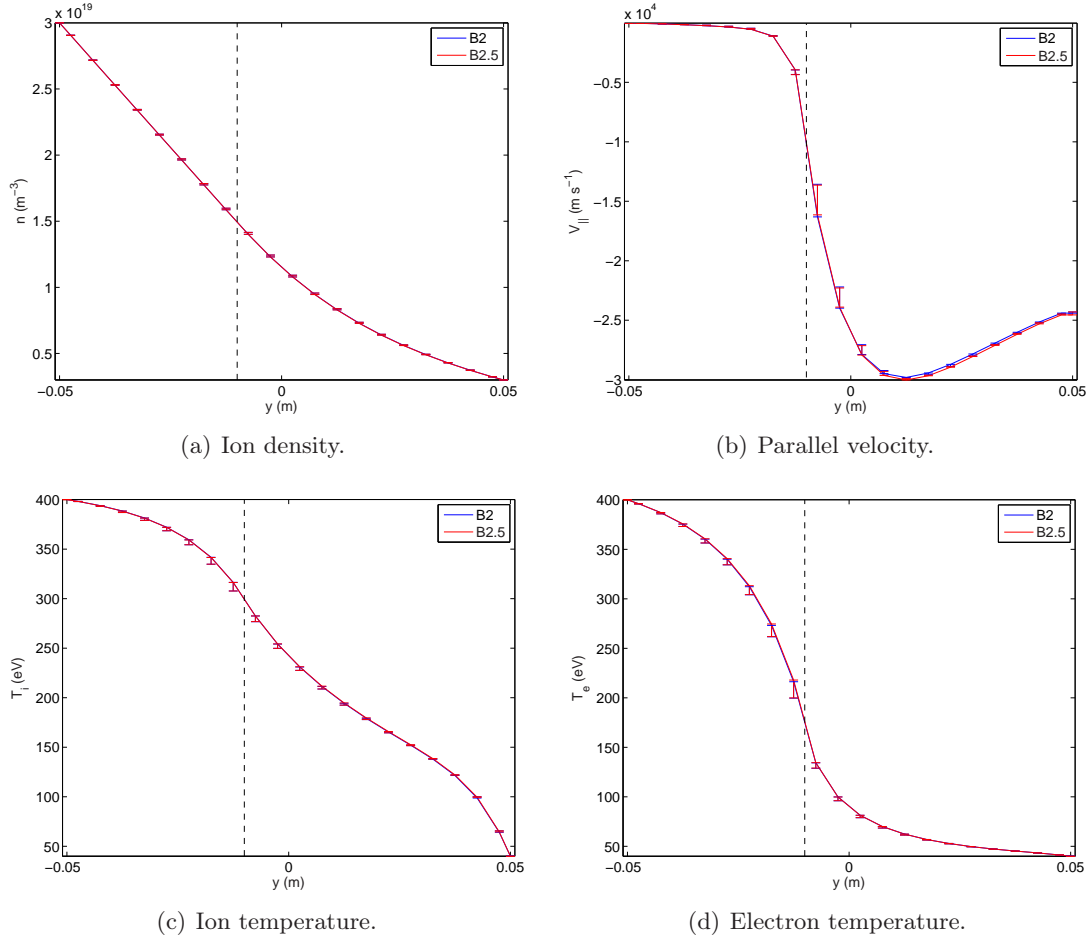 x 10^19
3
2.5
2
1.5
1
0.5
−0.05
0
0.05
y (m)
n (m^−3)
B2
B2.5
(a) Ion density.
x 10^4
−0.5
−1
−1.5
−2
−2.5
−3
−0.05
0
0.05
y (m)
V_|| (m s^−1)
B2
B2.5
(b) Parallel velocity.
400
350
300
250
200
150
100
50
−0.05
0
0.05
y (m)
T_i (eV)
B2
B2.5
(c) Ion temperature.
400
350
300
250
200
150
100
50
−0.05
0
0.05
y (m)
T_e (eV)
B2
B2.5
(d) Electron temperature.